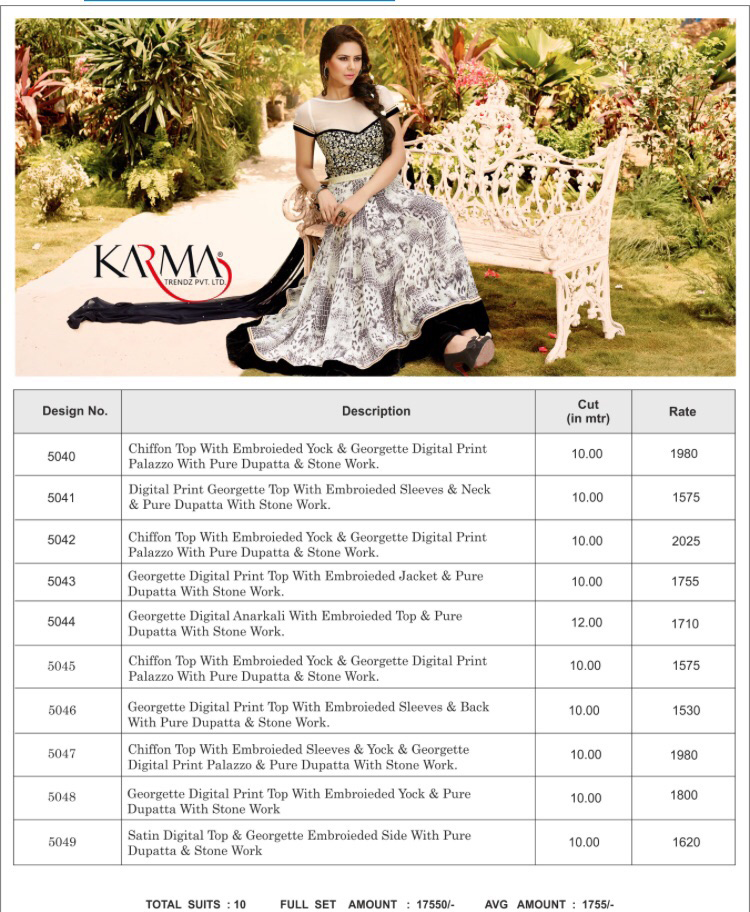 KARMA®
TRENDZ PVT. LTD.
Design No. Description Cut (in mtr) Rate
5040 Chiffon Top With Embroieded Yock & Georgette Digital Print 10.00 1980
Palazzo With Pure Dupatta & Stone Work.
5041 Digital Print Georgette Top With Embroieded Sleeves & Neck 10.00 1575
& Pure Dupatta With Stone Work.
5042 Chiffon Top With Embroieded Yock & Georgette Digital Print 10.00 2025
Palazzo With Pure Dupatta & Stone Work.
5043 Georgette Digital Print Top With Embroieded Jacket & Pure 10.00 1755
Dupatta With Stone Work.
5044 Georgette Digital Anarkali With Embroieded Top & Pure 12.00 1710
Dupatta With Stone Work.
5045 Chiffon Top With Embroieded Yock & Georgette Digital Print 10.00 1575
Palazzo With Pure Dupatta & Stone Work.
5046 Georgette Digital Print Top With Embroieded Sleeves & Back 10.00 1530
With Pure Dupatta & Stone Work.
5047 Chiffon Top With Embroieded Sleeves & Yock & Georgette 10.00 1980
Digital Print Palazzo & Pure Dupatta With Stone Work.
5048 Georgette Digital Print Top With Embroieded Yock & Pure 10.00 1800
Dupatta With Stone Work
5049 Satin Digital Top & Georgette Embroieded Side With Pure 10.00 1620
Dupatta & Stone Work
TOTAL SUITS : 10 FULL SET AMOUNT : 17550/- AVG AMOUNT : 1755/-